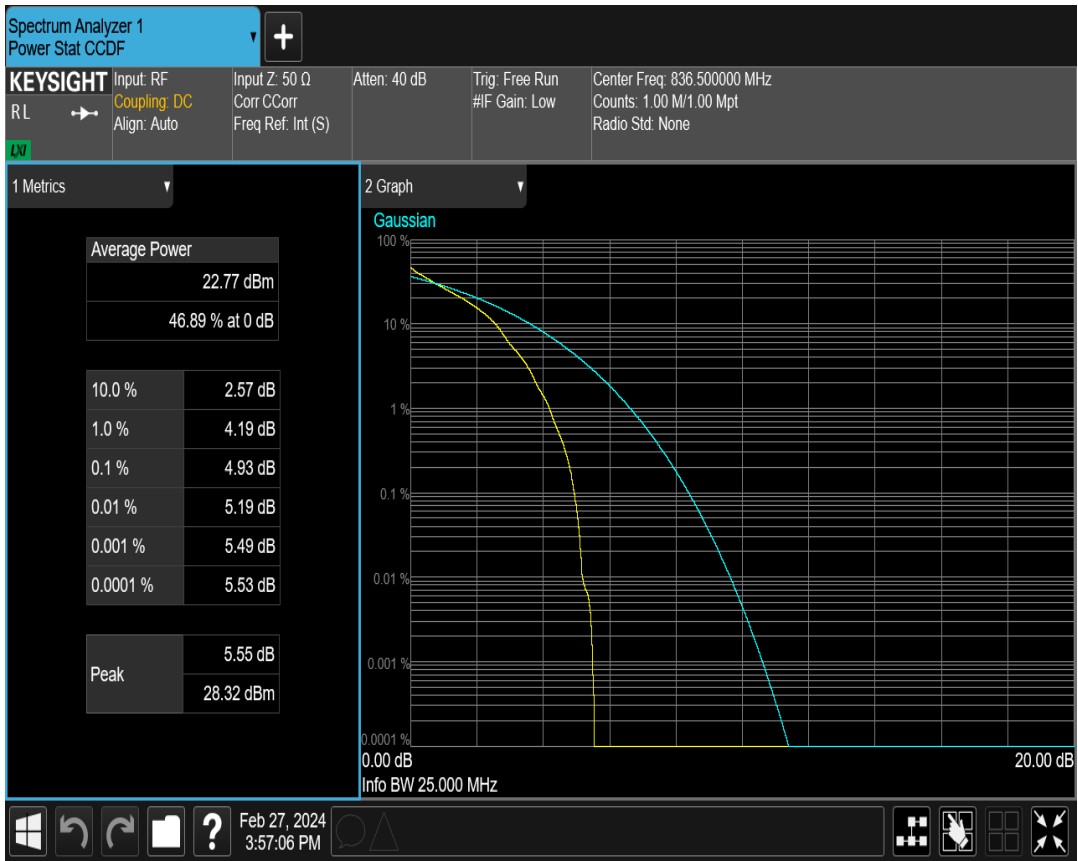 Spectrum Analyzer 1
Power Stat CCDF
+
KEYSIGHT
RL
LXI
Input: RF
Coupling: DC
Align: Auto
Input Z: 50 Ω
Corr CCorr
Freq Ref: Int (S)
Atten: 40 dB
Trig: Free Run
#IF Gain: Low
Center Freq: 836.500000 MHz
Counts: 1.00 M/1.00 Mpt
Radio Std: None
1 Metrics
Average Power
22.77 dBm
46.89 % at 0 dB
10.0 % 2.57 dB
1.0 % 4.19 dB
0.1 % 4.93 dB
0.01 % 5.19 dB
0.001 % 5.49 dB
0.0001 % 5.53 dB
Peak
5.55 dB
28.32 dBm
2 Graph
Gaussian
100 %
10 %
1 %
0.1 %
0.01 %
0.001 %
0.0001 %
0.00 dB 20.00 dB
Info BW 25.000 MHz
?
Feb 27, 2024
3:57:06 PM